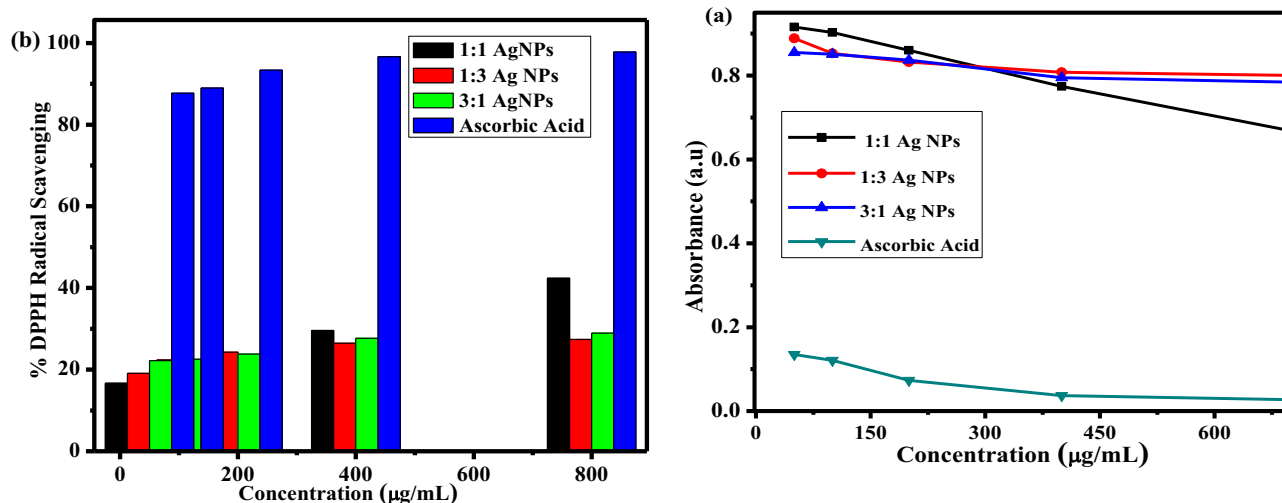 (b)
1:1 AgNPs
1:3 Ag NPs
3:1 AgNPs
Ascorbic Acid
% DPPH Radical Scavenging
100
80
60
40
20
0
0 200 400 600 800
Concentration (μg/mL)
(a)
1:1 Ag NPs
1:3 Ag NPs
3:1 Ag NPs
Ascorbic Acid
Absorbance (a.u)
0.8
0.6
0.4
0.2
0.0
0 150 300 450 600
Concentration (μg/mL)